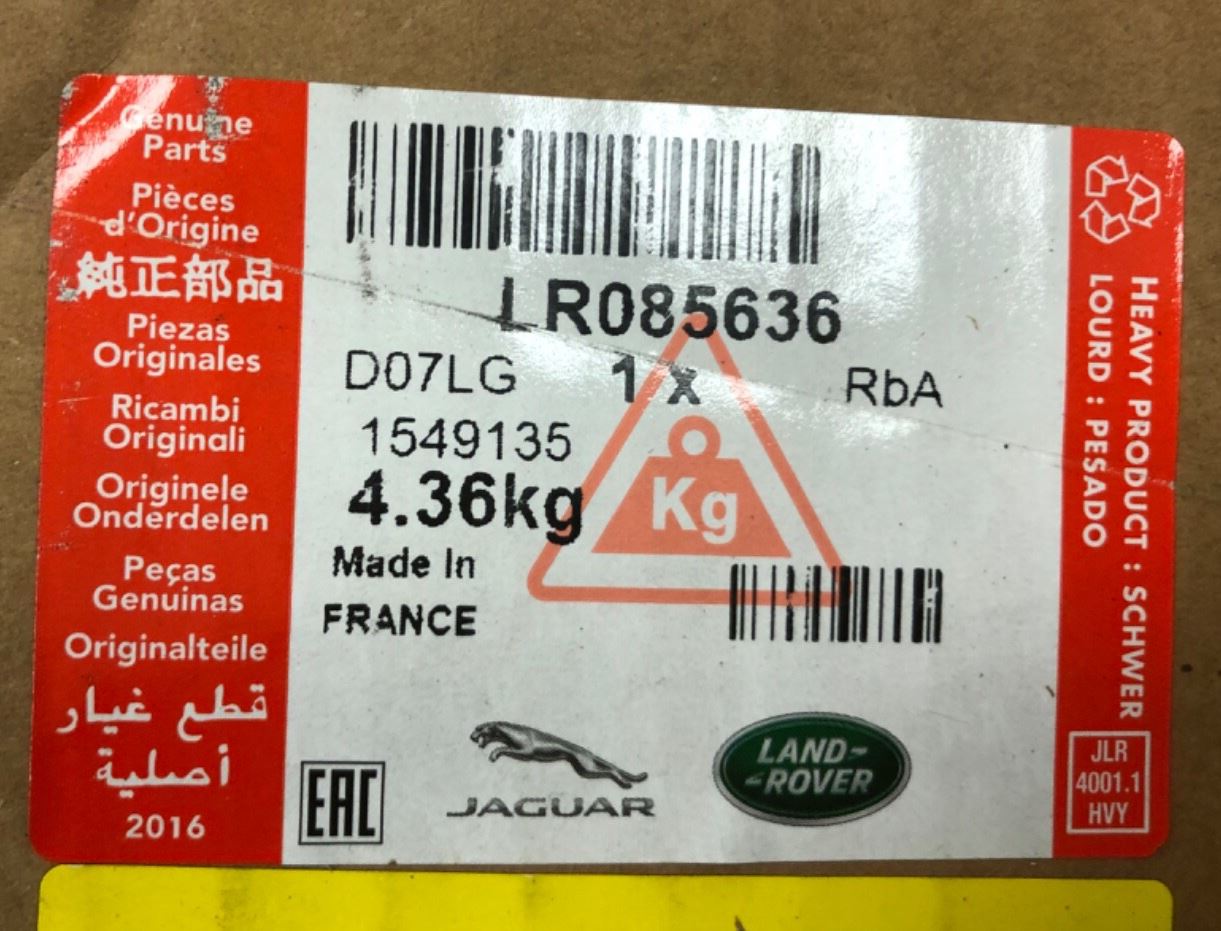 Genuine
Parts
Pièces
d'Origine
純正部品
Piezas
Originales
Ricambi
Originali
Originele
Onderdelen
Peças
Genuinas
Originalteile
قطع غيار
أصلية
2016
LR085636
D07LG 1 x RbA
1549135
4.36kg
Kg
Made In
FRANCE
EAC
JAGUAR
LAND-
-ROVER
HEAVY PRODUCT : SCHWER
LOURD : PESADO
JLR
4001.1
HVY